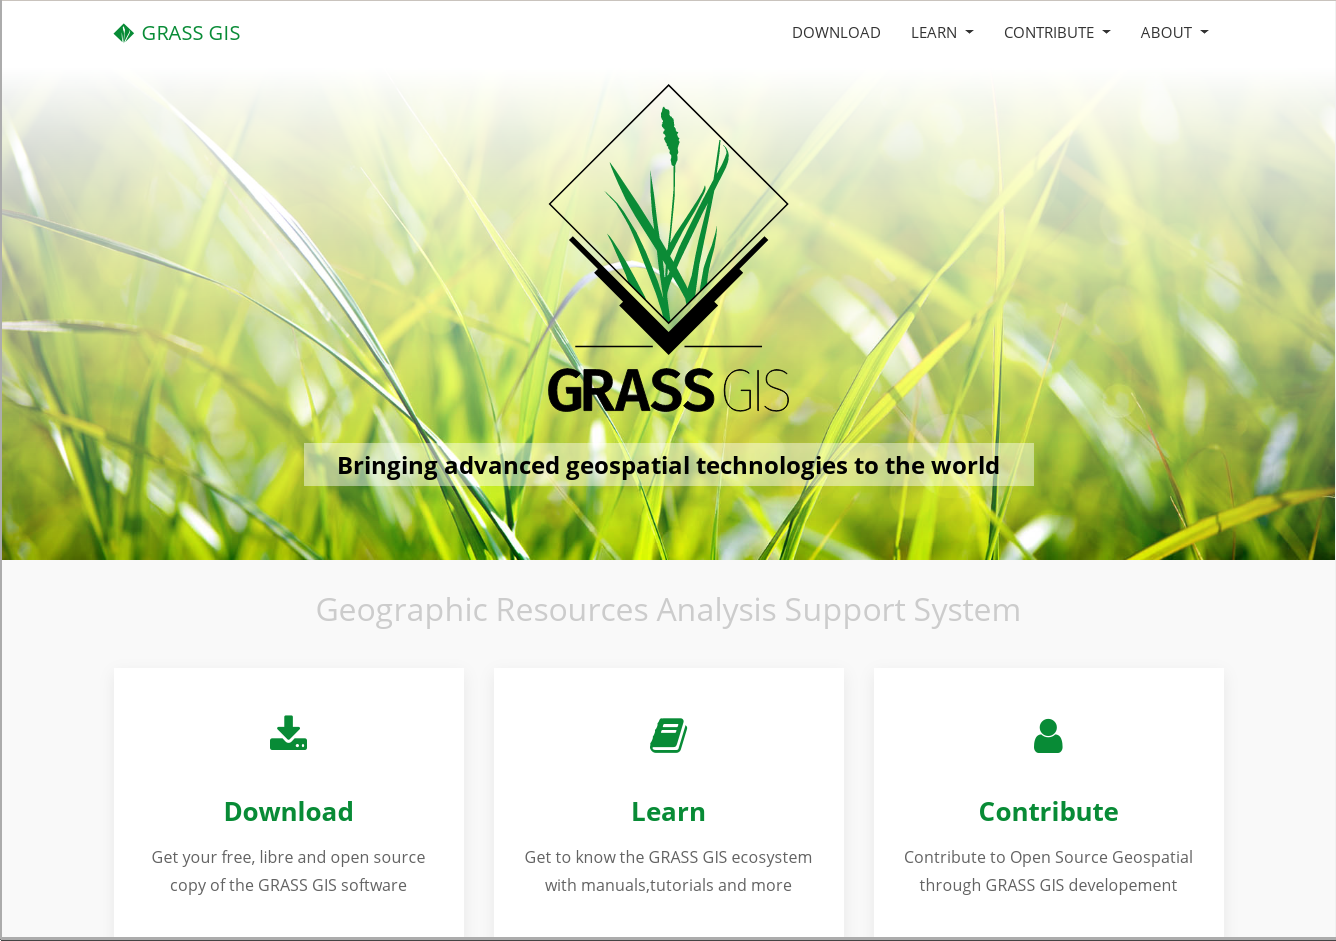 GRASS GIS
DOWNLOAD LEARN CONTRIBUTE ABOUT
GRASS GIS
Bringing advanced geospatial technologies to the world
Geographic Resources Analysis Support System
Download
Get your free, libre and open source
copy of the GRASS GIS software
Learn
Get to know the GRASS GIS ecosystem
with manuals,tutorials and more
Contribute
Contribute to Open Source Geospatial
through GRASS GIS developement